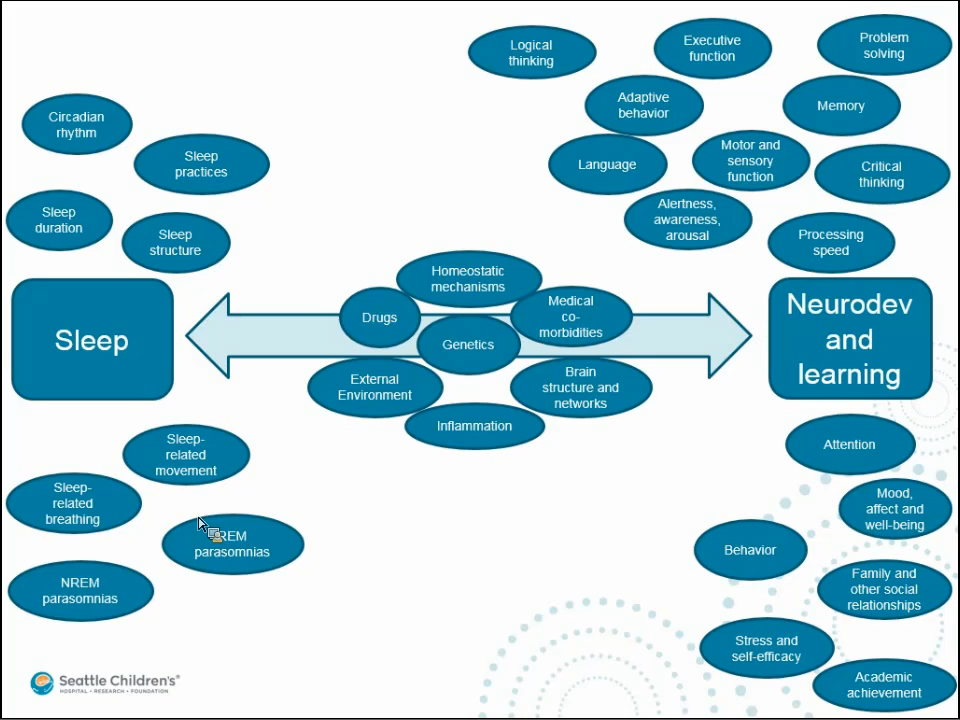 Logical
thinking
Executive
function
Problem
solving
Adaptive
behavior
Memory
Circadian
rhythm
Sleep
practices
Language
Motor and
sensory
function
Critical
thinking
Sleep
duration
Sleep
structure
Alertness,
awareness,
arousal
Processing
speed
Homeostatic
mechanisms
Drugs
Medical
co-
morbidities
Genetics
Sleep
Neurodev
and
learning
External
Environment
Brain
structure and
networks
Inflammation
Sleep-
related
movement
Attention
Sleep-
related
breathing
Mood,
affect and
well-being
REM
parasomnias
Behavior
NREM
parasomnias
Family and
other social
relationships
Stress and
self-efficacy
Academic
achievement
Seattle Children's®
HOSPITAL • RESEARCH • FOUNDATION